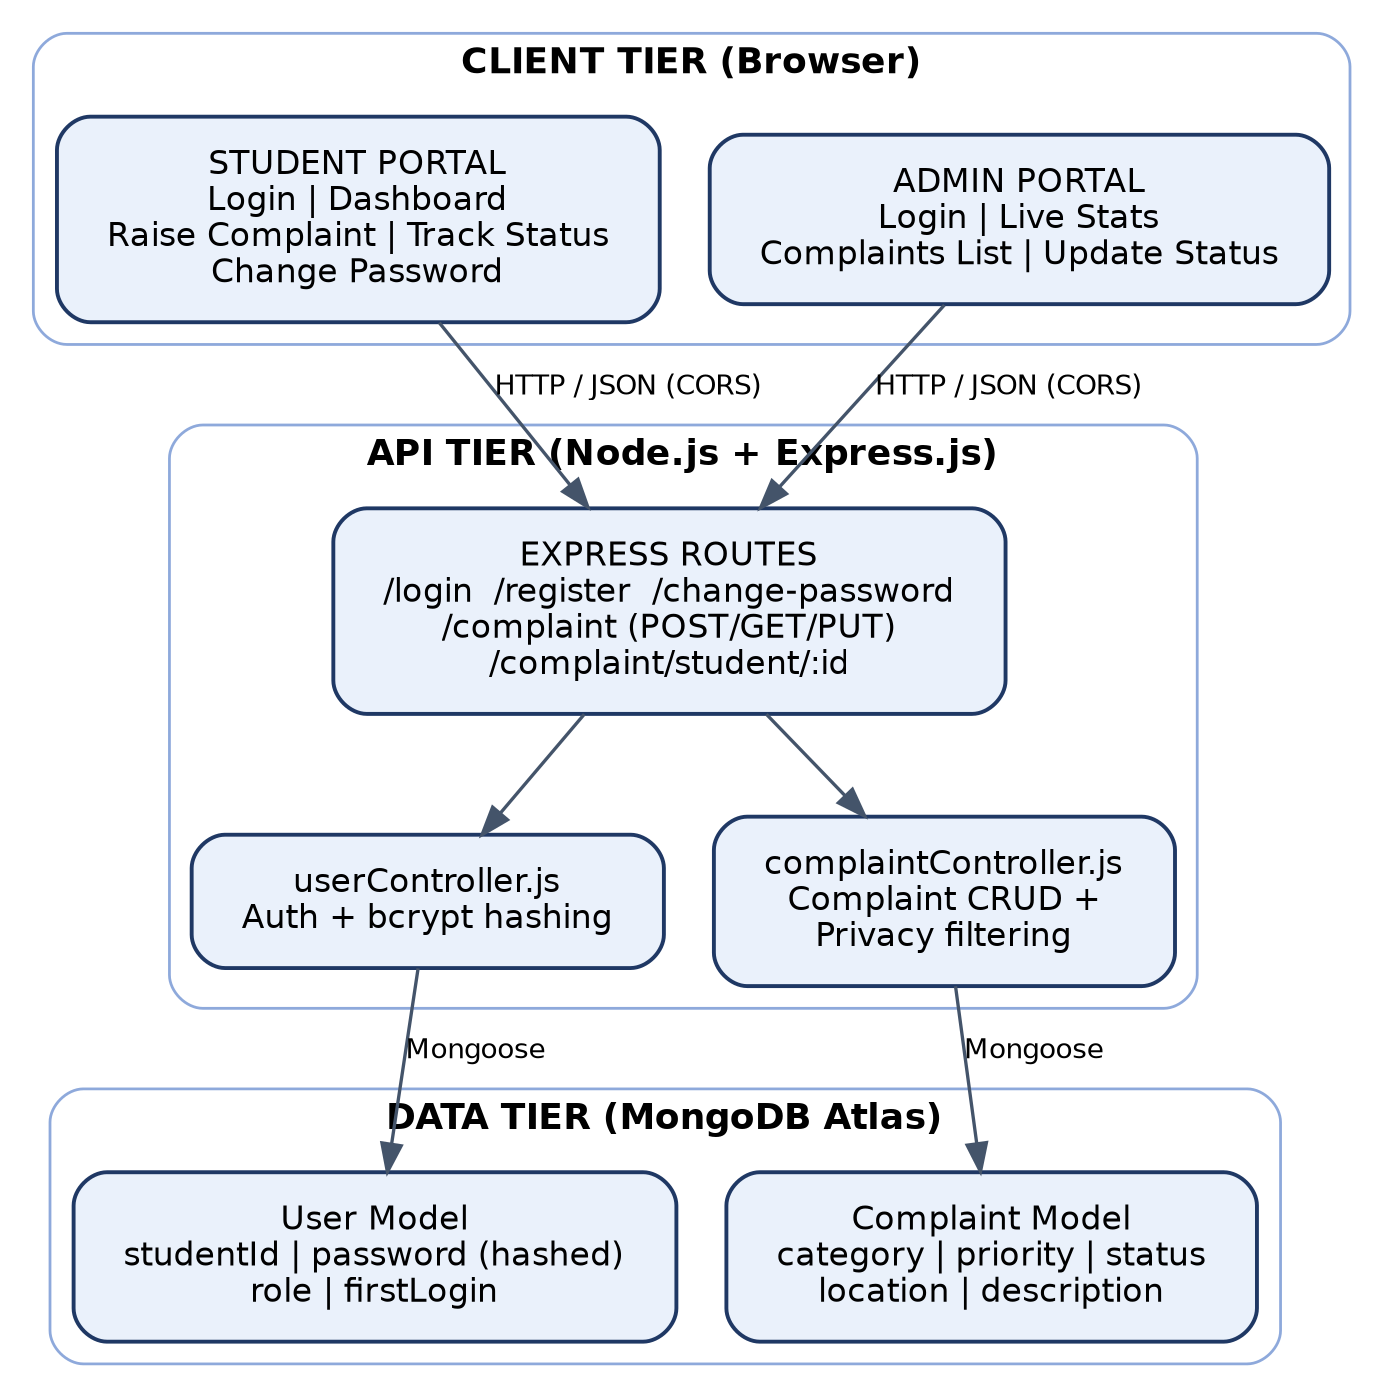 CLIENT TIER (Browser)
STUDENT PORTAL
Login | Dashboard
Raise Complaint | Track Status
Change Password
ADMIN PORTAL
Login | Live Stats
Complaints List | Update Status
HTTP / JSON (CORS)
HTTP / JSON (CORS)
API TIER (Node.js + Express.js)
EXPRESS ROUTES
/login  /register  /change-password
/complaint (POST/GET/PUT)
/complaint/student/:id
userController.js
Auth + bcrypt hashing
complaintController.js
Complaint CRUD +
Privacy filtering
Mongoose
Mongoose
DATA TIER (MongoDB Atlas)
User Model
studentId | password (hashed)
role | firstLogin
Complaint Model
category | priority | status
location | description